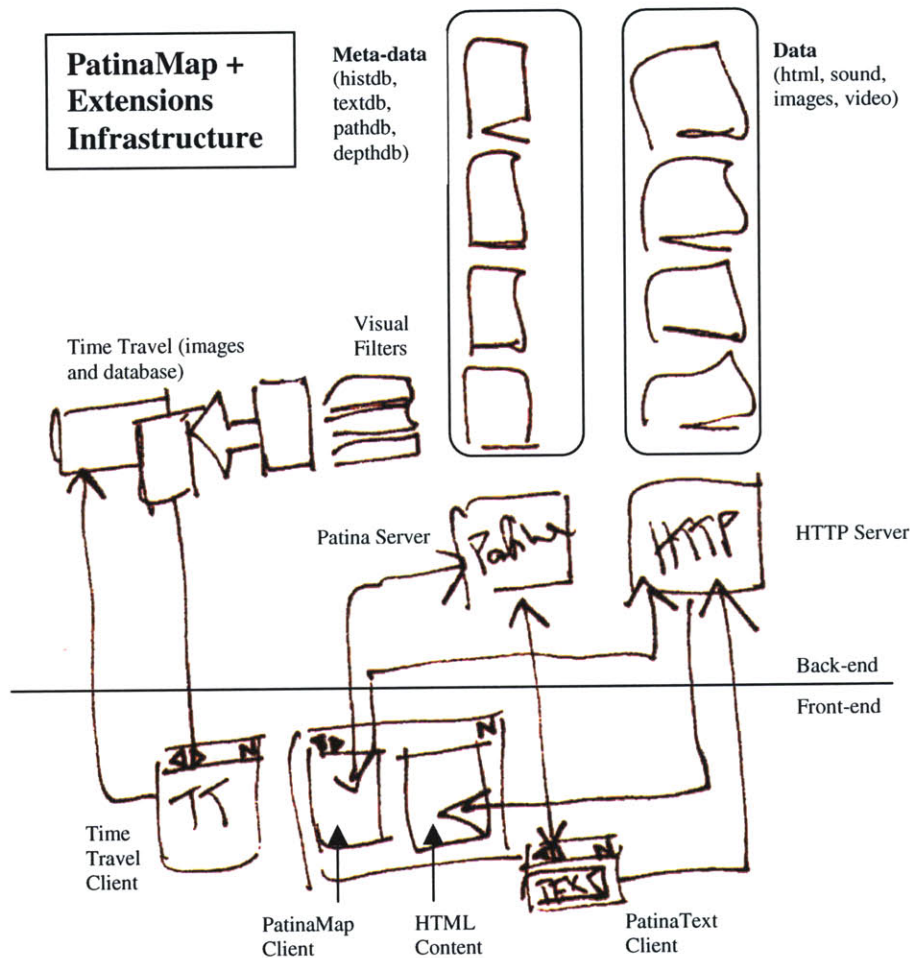 PatinaMap +
Extensions
Infrastructure
Meta-data
(histdb,
textdb,
pathdb,
depthdb)
Data
(html, sound,
images, video)
Visual
Filters
Time Travel (images
and database)
Patina Server
Patina
HTTP
HTTP Server
Back-end
Front-end
N
N
TT
N
TEXT
Time
Travel
Client
PatinaMap
Client
HTML
Content
PatinaText
Client